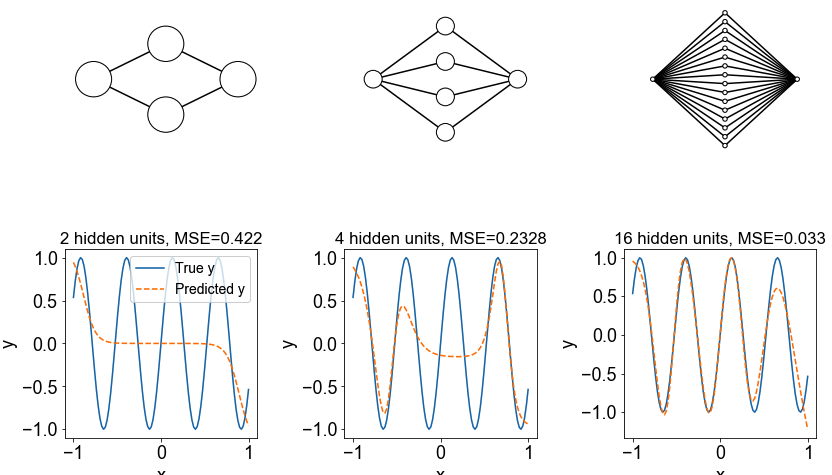 2 hidden units, MSE=0.422
1.0
0.5
0.0
−0.5
−1.0
y
True y
Predicted y
−1
0
1
x
4 hidden units, MSE=0.2328
1.0
0.5
0.0
−0.5
−1.0
y
−1
0
1
x
16 hidden units, MSE=0.033
1.0
0.5
0.0
−0.5
−1.0
y
−1
0
1
x